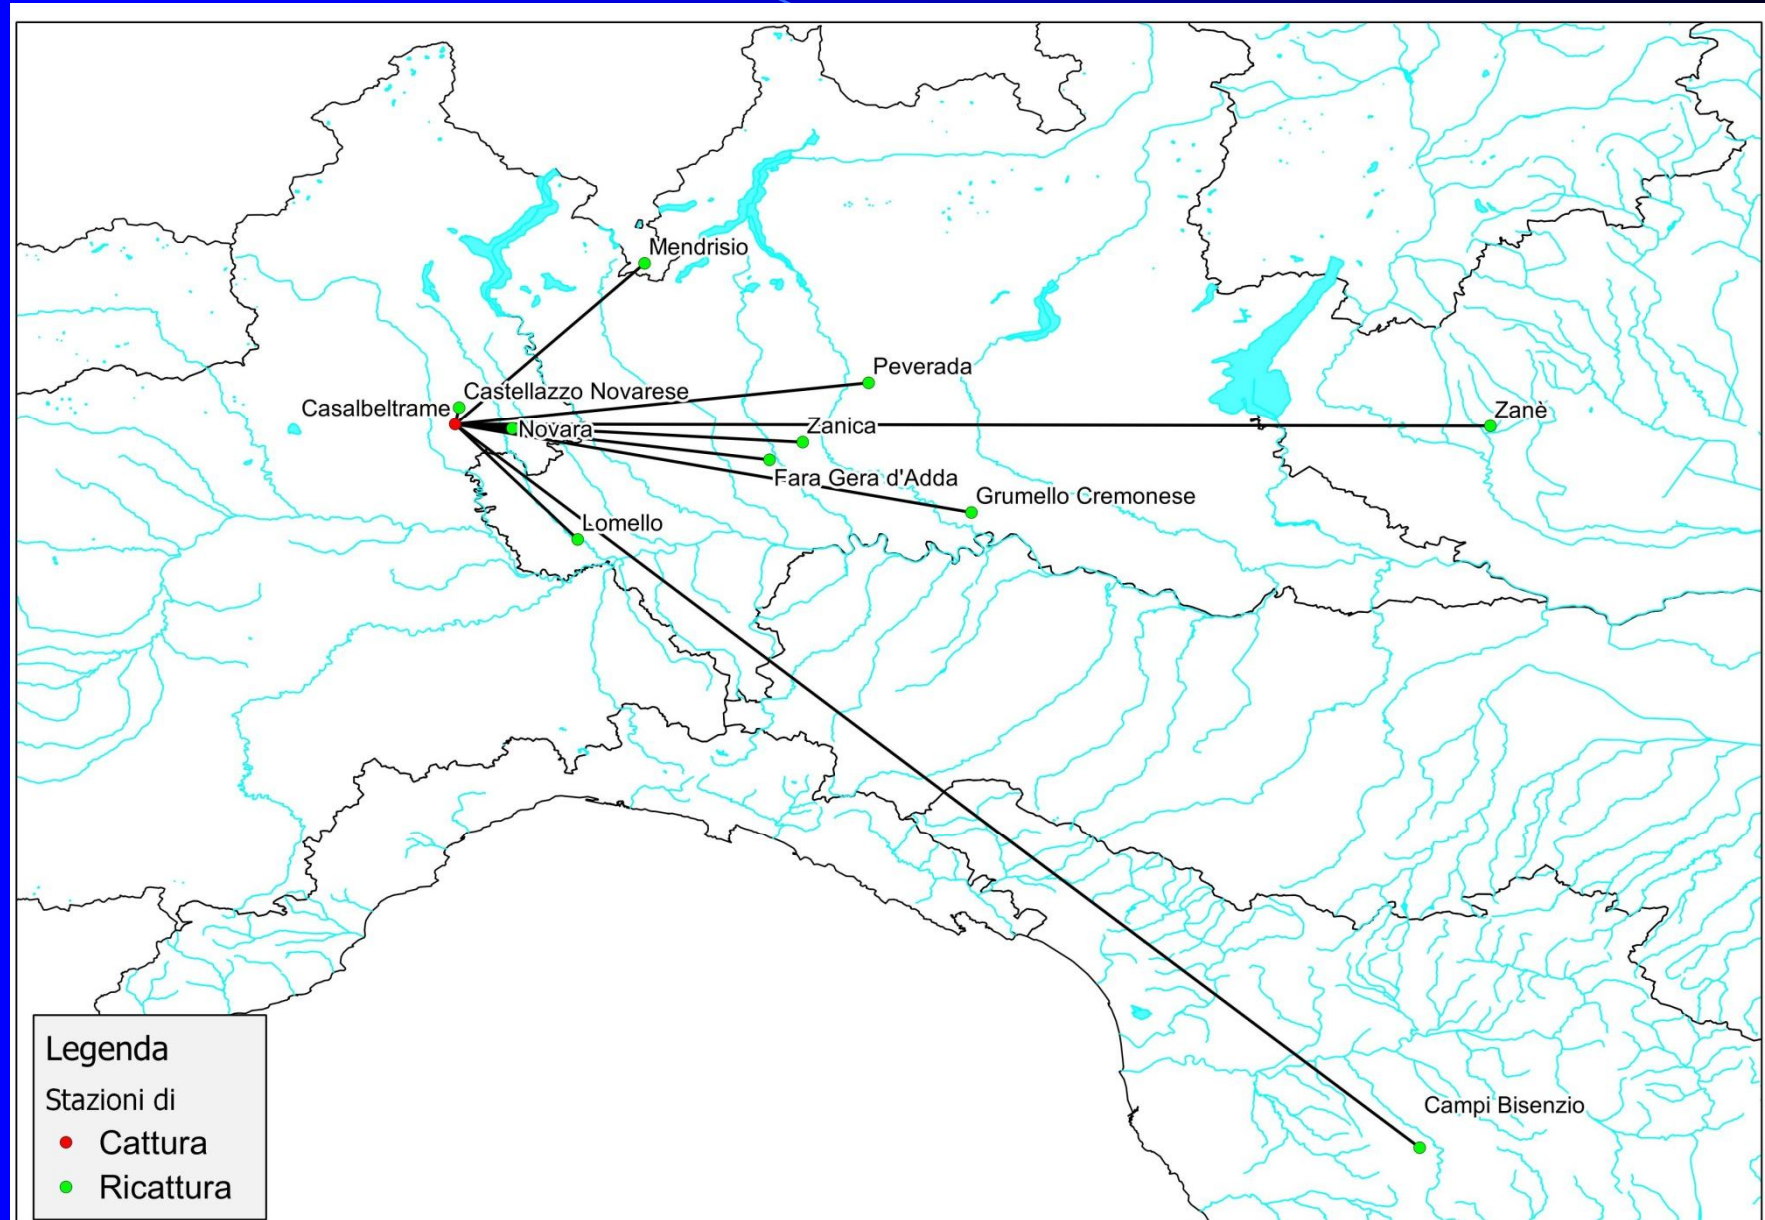 Mendrisio
Peverada
Castellazzo Novarese
Casalbeltrame
Zanè
Zanica
Novara
Fara Gera d'Adda
Grumello Cremonese
Lomello
Campi Bisenzio
Legenda
Stazioni di
Cattura
Ricattura